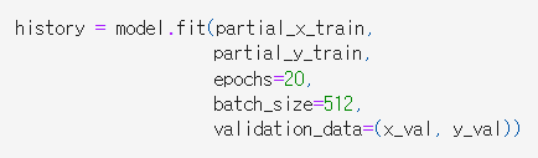 history = model.fit(partial_x_train,
                    partial_y_train,
                    epochs=20,
                    batch_size=512,
                    validation_data=(x_val, y_val))